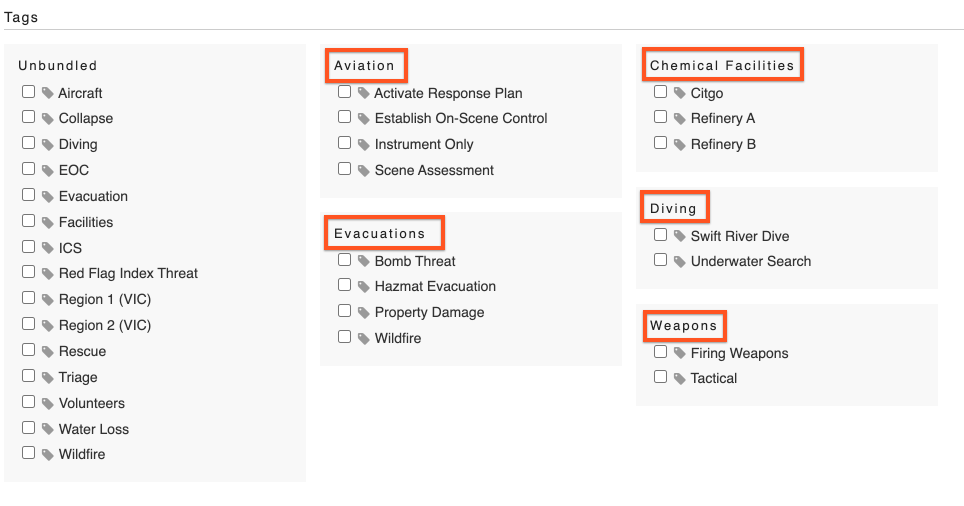 Tags
Unbundled
Aircraft
Collapse
Diving
EOC
Evacuation
Facilities
ICS
Red Flag Index Threat
Region 1 (VIC)
Region 2 (VIC)
Rescue
Triage
Volunteers
Water Loss
Wildfire
Aviation
Activate Response Plan
Establish On-Scene Control
Instrument Only
Scene Assessment
Evacuations
Bomb Threat
Hazmat Evacuation
Property Damage
Wildfire
Chemical Facilities
Citgo
Refinery A
Refinery B
Diving
Swift River Dive
Underwater Search
Weapons
Firing Weapons
Tactical